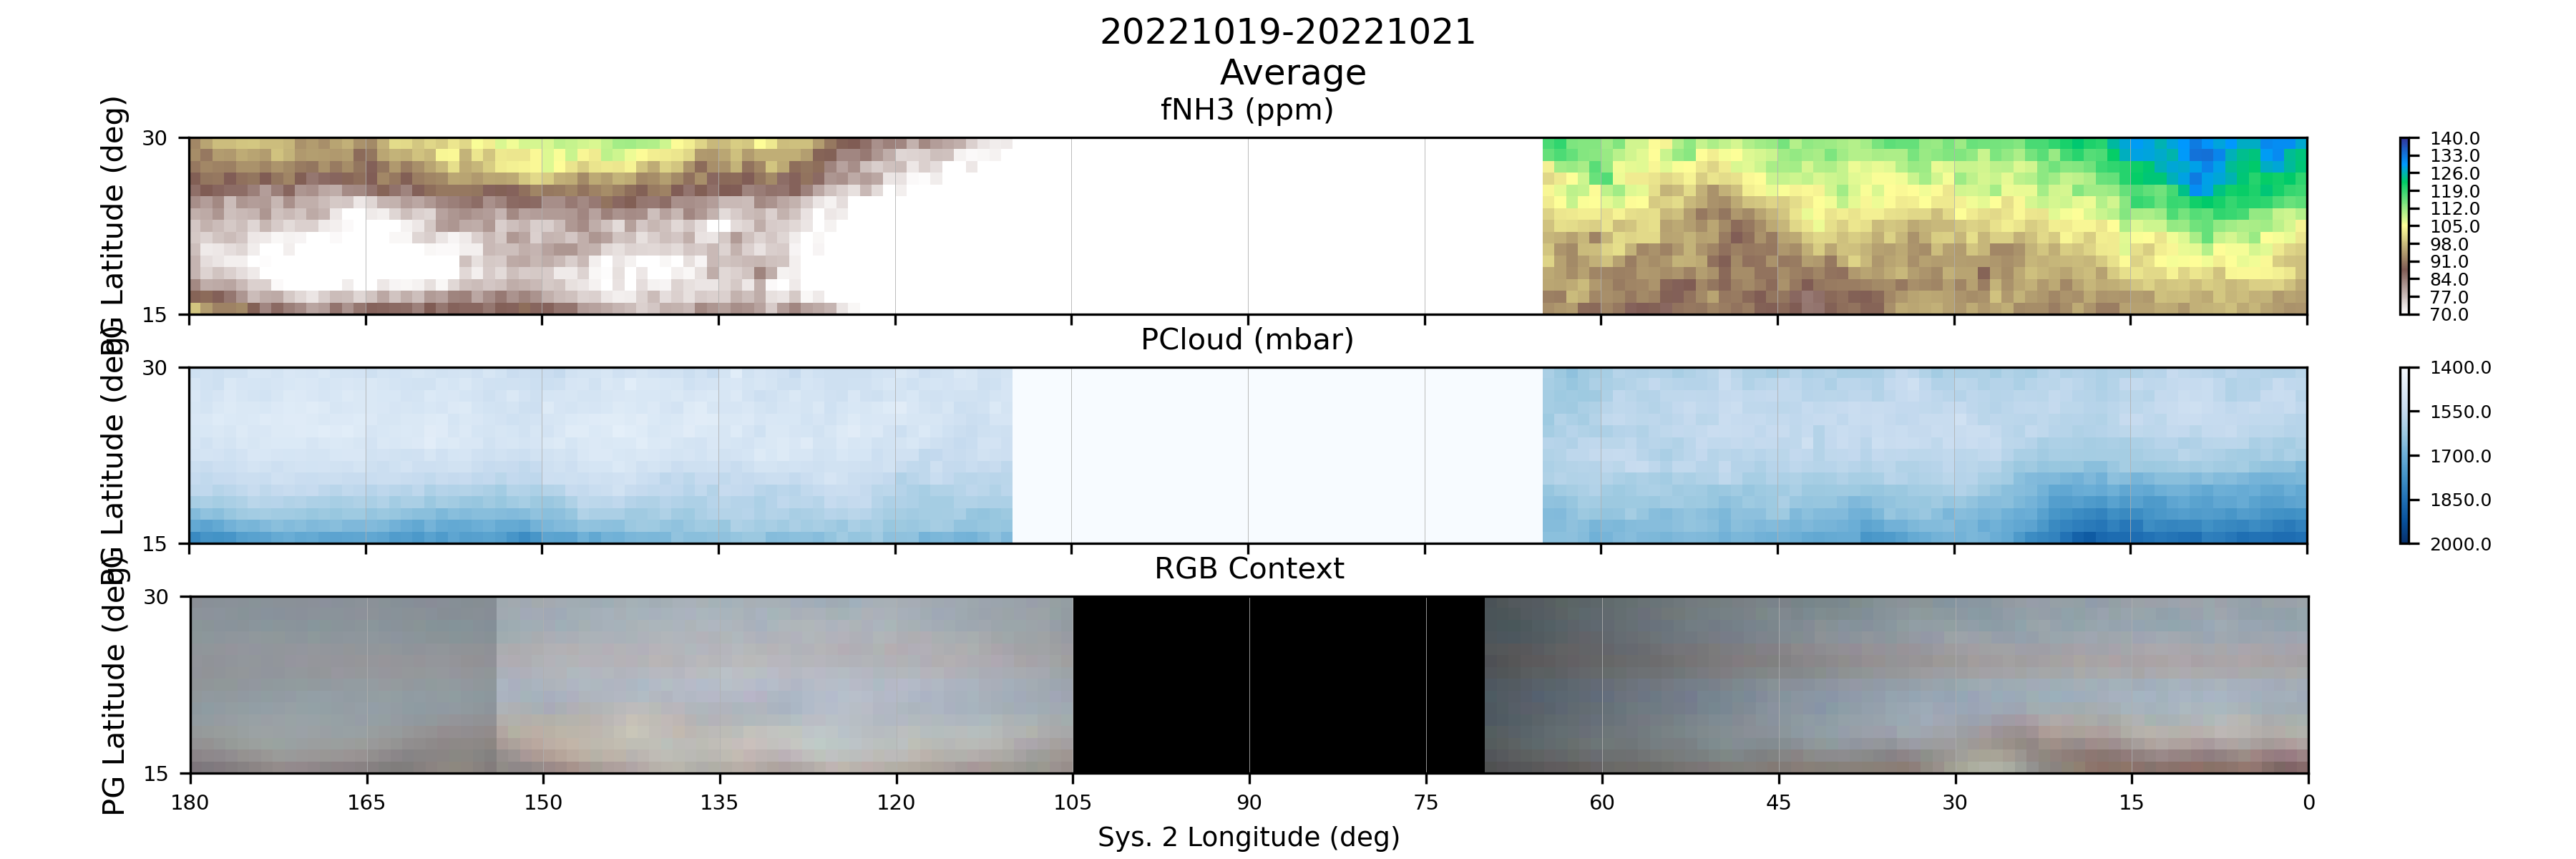 20221019-20221021
Average
fNH3 (ppm)
PG Latitude (deg)
30
15
140.0
133.0
126.0
119.0
112.0
105.0
98.0
91.0
84.0
77.0
70.0
PCloud (mbar)
PG Latitude (deg)
30
15
1400.0
1550.0
1700.0
1850.0
2000.0
RGB Context
PG Latitude (deg)
30
15
180 165 150 135 120 105 90 75 60 45 30 15 0
Sys. 2 Longitude (deg)